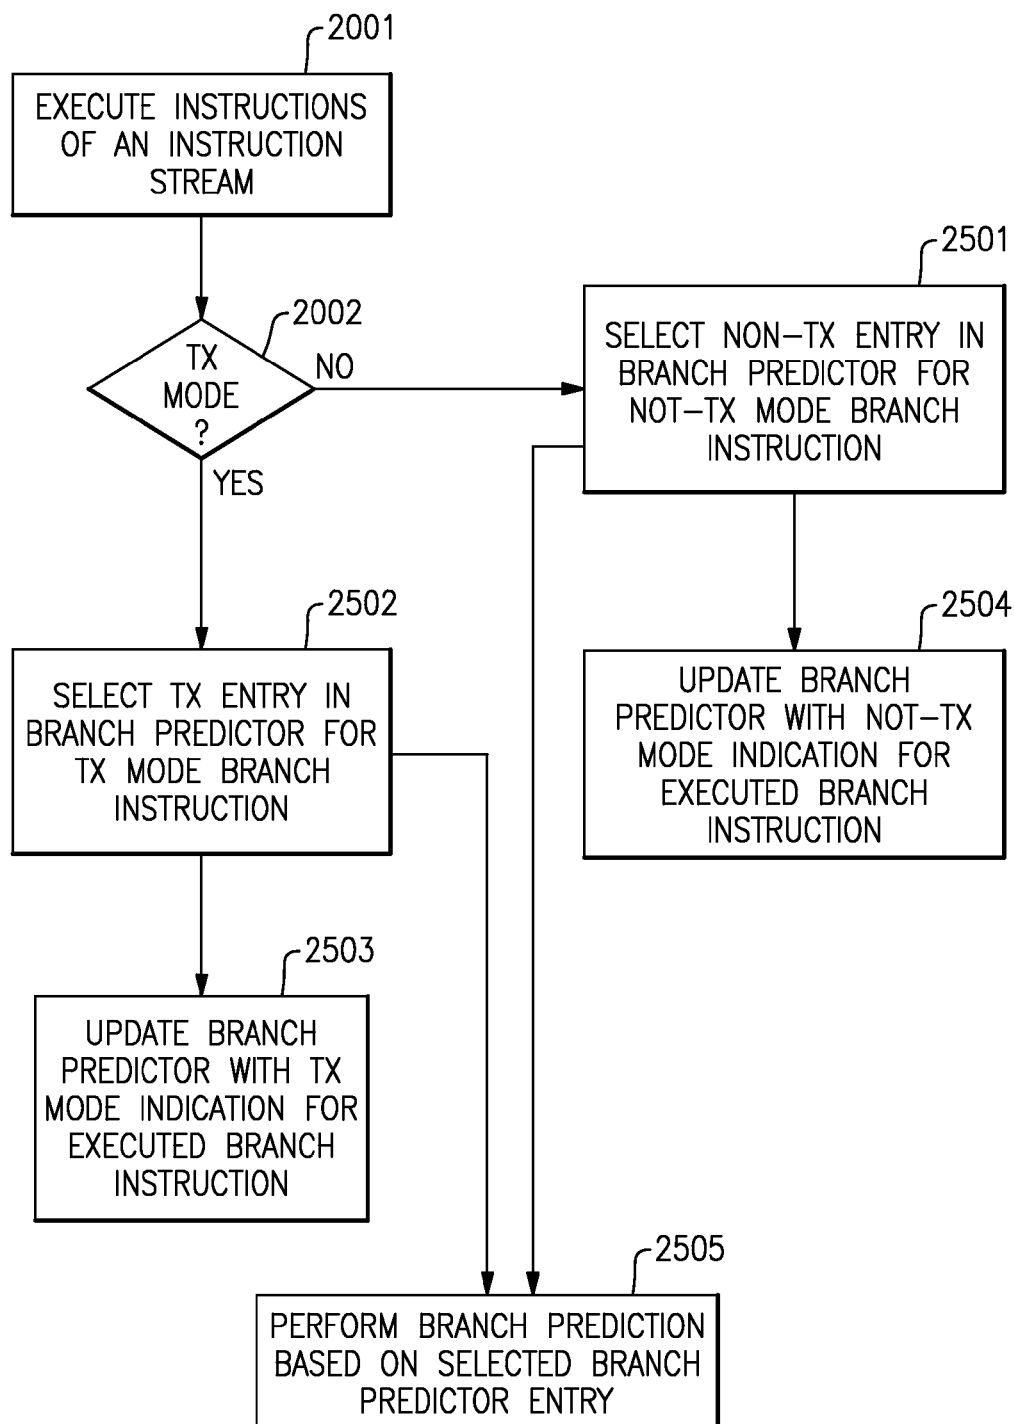 2001
EXECUTE INSTRUCTIONS
OF AN INSTRUCTION
STREAM
2002
TX
MODE
?
NO
YES
2501
SELECT NON-TX ENTRY IN
BRANCH PREDICTOR FOR
NOT-TX MODE BRANCH
INSTRUCTION
2502
SELECT TX ENTRY IN
BRANCH PREDICTOR FOR
TX MODE BRANCH
INSTRUCTION
2504
UPDATE BRANCH
PREDICTOR WITH NOT-TX
MODE INDICATION FOR
EXECUTED BRANCH
INSTRUCTION
2503
UPDATE BRANCH
PREDICTOR WITH TX
MODE INDICATION FOR
EXECUTED BRANCH
INSTRUCTION
2505
PERFORM BRANCH PREDICTION
BASED ON SELECTED BRANCH
PREDICTOR ENTRY